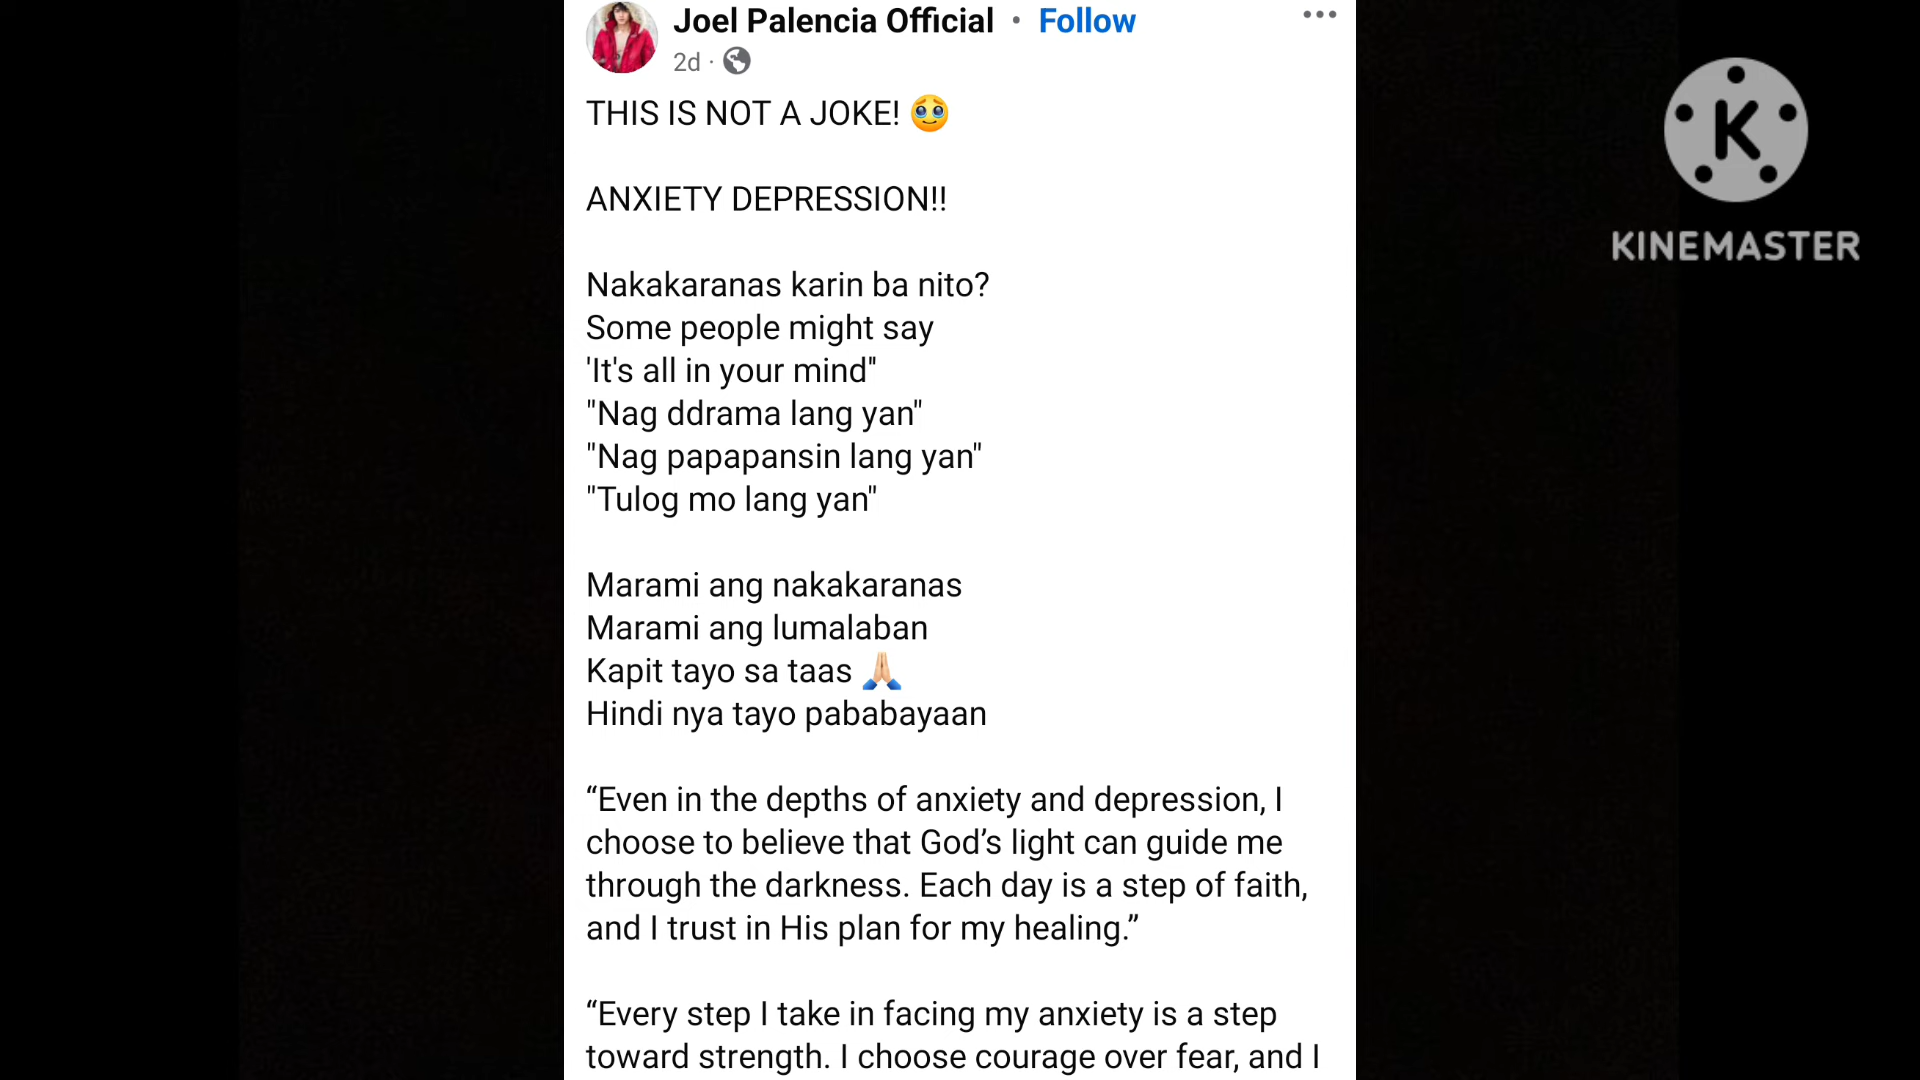 Joel Palencia Official • Follow
2d ·
THIS IS NOT A JOKE! 🥹
ANXIETY DEPRESSION!!
Nakakaranas karin ba nito?
Some people might say
'It's all in your mind"
"Nag ddrama lang yan"
"Nag papapansin lang yan"
"Tulog mo lang yan"
Marami ang nakakaranas
Marami ang lumalaban
Kapit tayo sa taas 🙏🏻
Hindi nya tayo pababayaan
“Even in the depths of anxiety and depression, I
choose to believe that God’s light can guide me
through the darkness. Each day is a step of faith,
and I trust in His plan for my healing.”
“Every step I take in facing my anxiety is a step
toward strength. I choose courage over fear, and I
K
KINEMASTER